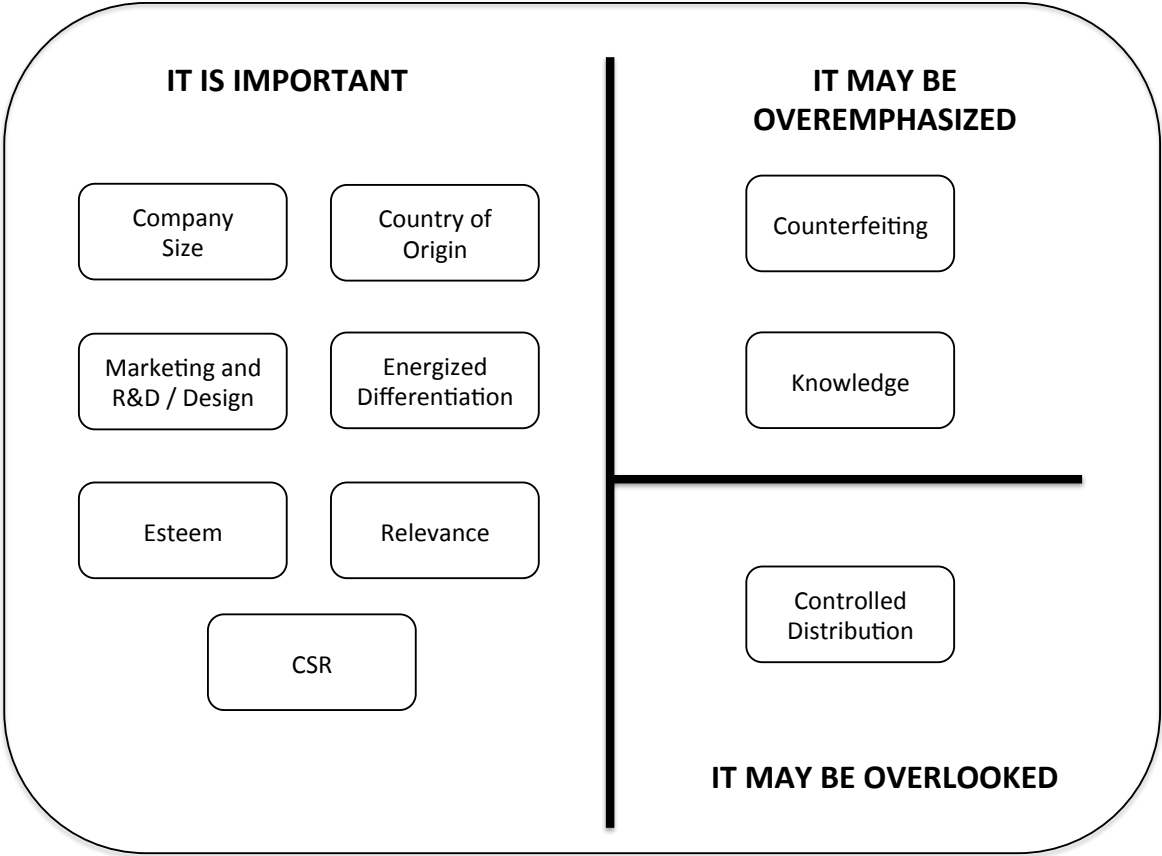 IT IS IMPORTANT
Company
Size
Country of
Origin
Marketing and
R&D / Design
Energized
Differentiation
Esteem
Relevance
CSR
IT MAY BE
OVEREMPHASIZED
Counterfeiting
Knowledge
Controlled
Distribution
IT MAY BE OVERLOOKED